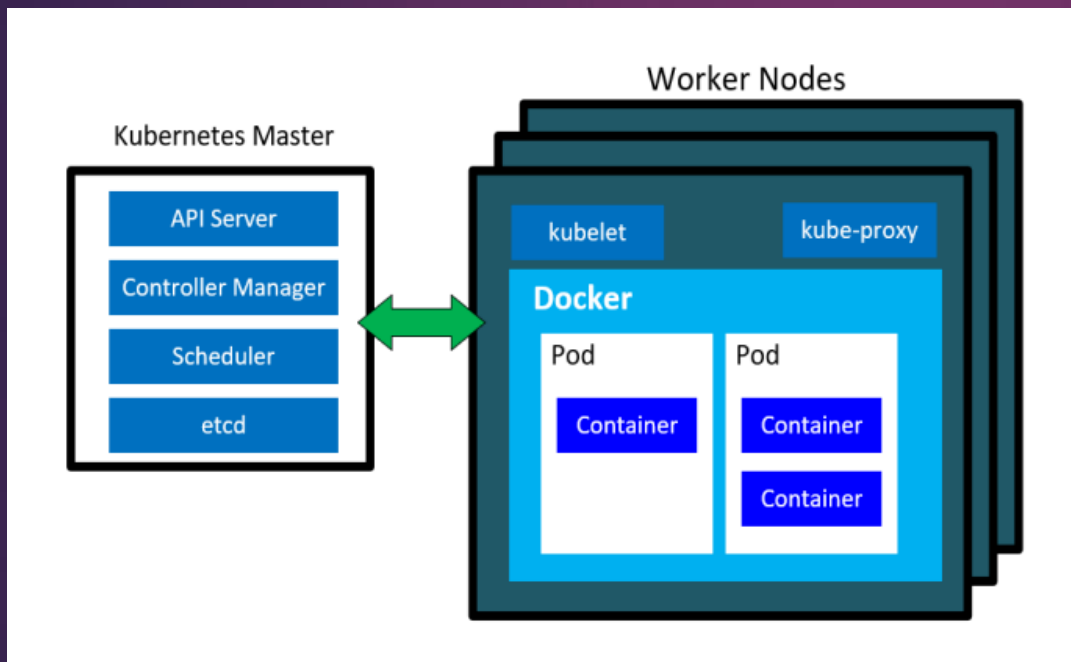 Worker Nodes
Kubernetes Master
API Server
Controller Manager
Scheduler
etcd
kubelet
kube-proxy
Docker
Pod
Container
Pod
Container
Container